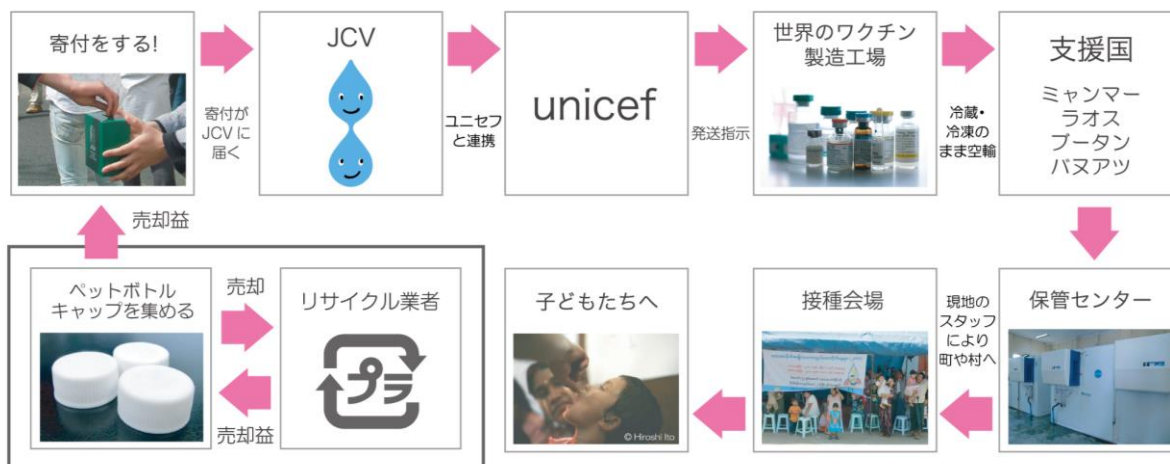 寄付をする!
寄付が
JCVに
届く
JCV
ユニセフ
と連携
unicef
発送指示
世界のワクチン
製造工場
冷蔵・
冷凍の
まま空輸
支援国
ミャンマー
ラオス
ブータン
バヌアツ
売却益
ペットボトル
キャップを集める
売却
売却益
リサイクル業者
プラ
子どもたちへ
© Hiroshi Ito
接種会場
現地の
スタッフ
により
町や村へ
保管センター